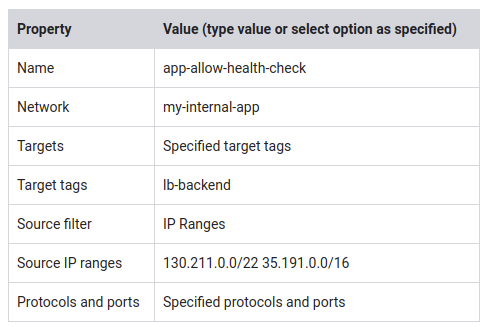 Property Value (type value or select option as specified)
Name app-allow-health-check
Network my-internal-app
Targets Specified target tags
Target tags lb-backend
Source filter IP Ranges
Source IP ranges 130.211.0.0/22 35.191.0.0/16
Protocols and ports Specified protocols and ports